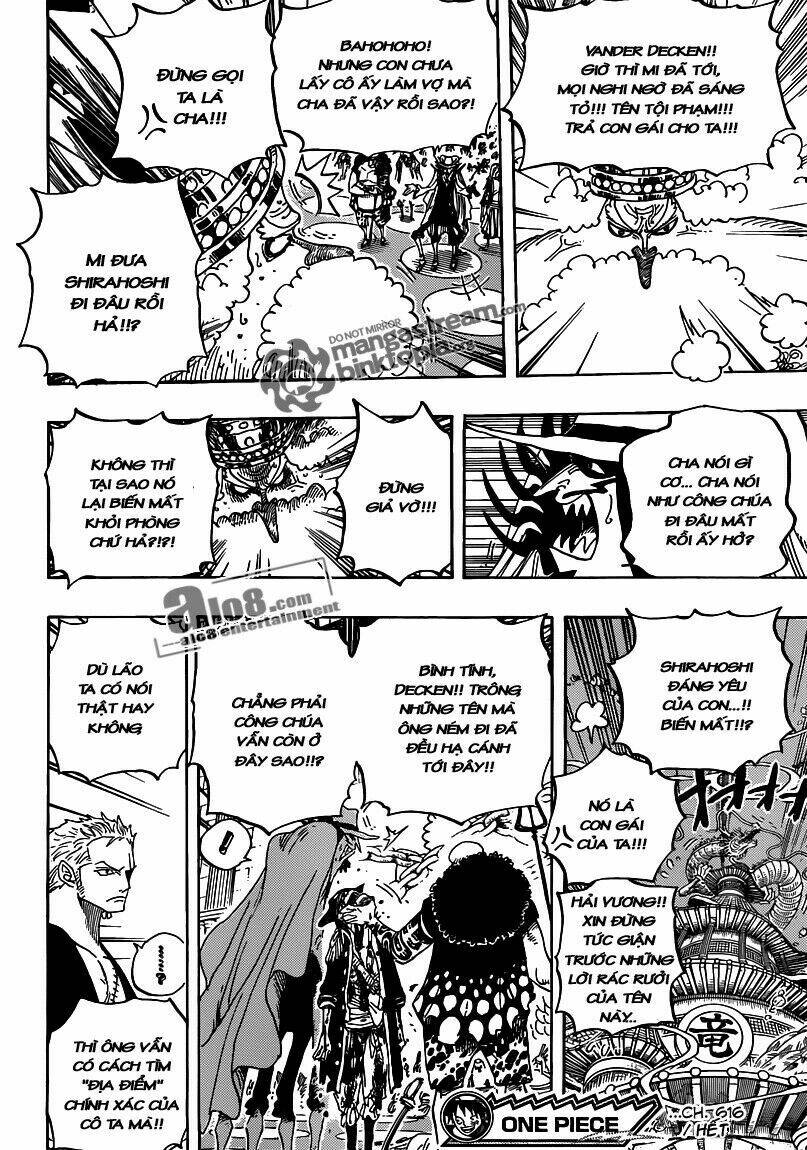 VANDER DECKEN!!
GIỜ THÌ MI ĐÃ TỚI,
MỌI NGHI NGỜ ĐÃ SÁNG
TỎ!!! TÊN TỘI PHẠM!!!
TRẢ CON GÁI CHO TA!!!
BAHOHOHO!
NHƯNG CON CHƯA
LẤY CÔ ẤY LÀM VỢ MÀ
CHA ĐÃ VẬY RỒI SAO?!
ĐỪNG GỌI
TA LÀ
CHA!!!
MI ĐƯA
SHIRAHOSHI
ĐI ĐÂU RỒI
HẢ!!?
DO NOT MIRROR
mangastream.com
binktopia.org
CHA NÓI GÌ
CƠ... CHA NÓI
NHƯ CÔNG CHÚA
ĐI ĐÂU MẤT
RỒI ẤY HỞ?
ĐỪNG
GIẢ VỜ!!!
KHÔNG THÌ
TẠI SAO NÓ
LẠI BIẾN MẤT
KHỎI PHÒNG
CHỨ HẢ?!?!
alo8.com
alo8 entertainment
SHIRAHOSHI
ĐÁNG YÊU
CỦA CON...!!
BIẾN MẤT!!?
NÓ LÀ
CON GÁI
CỦA TA!!!
HẢI VƯƠNG!!
XIN ĐỪNG
TỨC GIẬN
TRƯỚC NHỮNG
LỜI RÁC RƯỞI
CỦA TÊN
NÀY..
竜
BÌNH TĨNH,
DECKEN!! TRÔNG
NHỮNG TÊN MÀ
ÔNG NÉM ĐI ĐÃ
ĐỀU HẠ CÁNH
TỚI ĐÂY!!
CHẲNG PHẢI
CÔNG CHÚA
VẪN CÒN Ở
ĐÂY SAO!!?
DÙ LÃO
TA CÓ NÓI
THẬT HAY
KHÔNG,
THÌ ÔNG VẪN
CÓ CÁCH TÌM
"ĐỊA ĐIỂM"
CHÍNH XÁC CỦA
CÔ TA MÀ!!
ONE PIECE
...CH. 616
/ HẾT